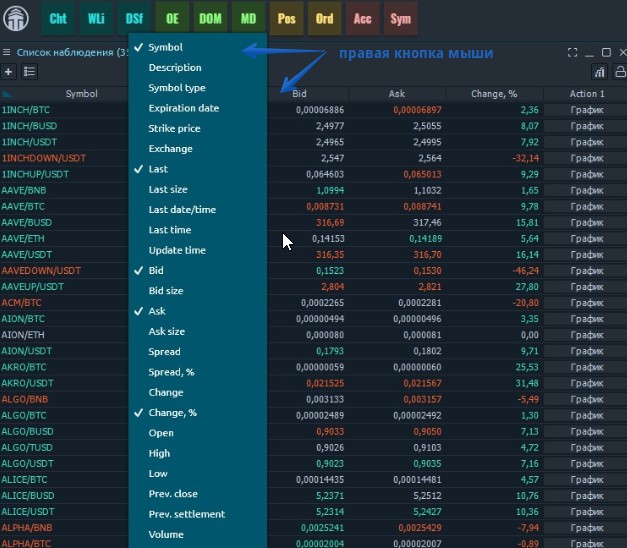 Cht WLi DSf OE DOM MD Pos Ord Acc Sym
Список наблюдения (35
правая кнопка мыши
Symbol Bid Ask Change, % Action 1
1INCH/BTC 0,00006886 0,00006897 2,36 График
1INCH/BUSD 2,4977 2,5055 8,07 График
1INCH/USDT 2,4965 2,4995 7,92 График
1INCHDOWN/USDT 2,547 2,564 -32,14 График
1INCHUP/USDT 0,064603 0,065013 9,29 График
AAVE/BNB 1,0994 1,1032 1,65 График
AAVE/BTC 0,008731 0,008741 9,78 График
AAVE/BUSD 316,69 317,46 15,81 График
AAVE/ETH 0,14153 0,14189 5,64 График
AAVE/USDT 316,35 316,70 16,14 График
AAVEDOWN/USDT 0,1523 0,1530 -46,24 График
AAVEUP/USDT 2,804 2,821 27,80 График
ACM/BTC 0,0002265 0,0002281 -20,80 График
AION/BTC 0,00000494 0,00000496 3,35 График
AION/ETH 0,000080 0,000081 0,00 График
AION/USDT 0,1793 0,1802 9,71 График
AKRO/BTC 0,00000059 0,00000060 25,53 График
AKRO/USDT 0,021525 0,021567 31,48 График
ALGO/BNB 0,003133 0,003157 -5,49 График
ALGO/BTC 0,00002489 0,00002492 1,30 График
ALGO/BUSD 0,9033 0,9050 7,13 График
ALGO/TUSD 0,9026 0,9103 4,72 График
ALGO/USDT 0,9023 0,9035 7,16 График
ALICE/BTC 0,00014435 0,00014481 4,57 График
ALICE/BUSD 5,2371 5,2512 10,76 График
ALICE/USDT 5,2314 5,2427 10,36 График
ALPHA/BNB 0,0025241 0,0025429 -7,94 График
ALPHA/BTC 0,00002004 0,00002007 -0,89 График
Symbol
Description
Symbol type
Expiration date
Strike price
Exchange
Last
Last size
Last date/time
Last time
Update time
Bid
Bid size
Ask
Ask size
Spread
Spread, %
Change
Change, %
Open
High
Low
Prev. close
Prev. settlement
Volume